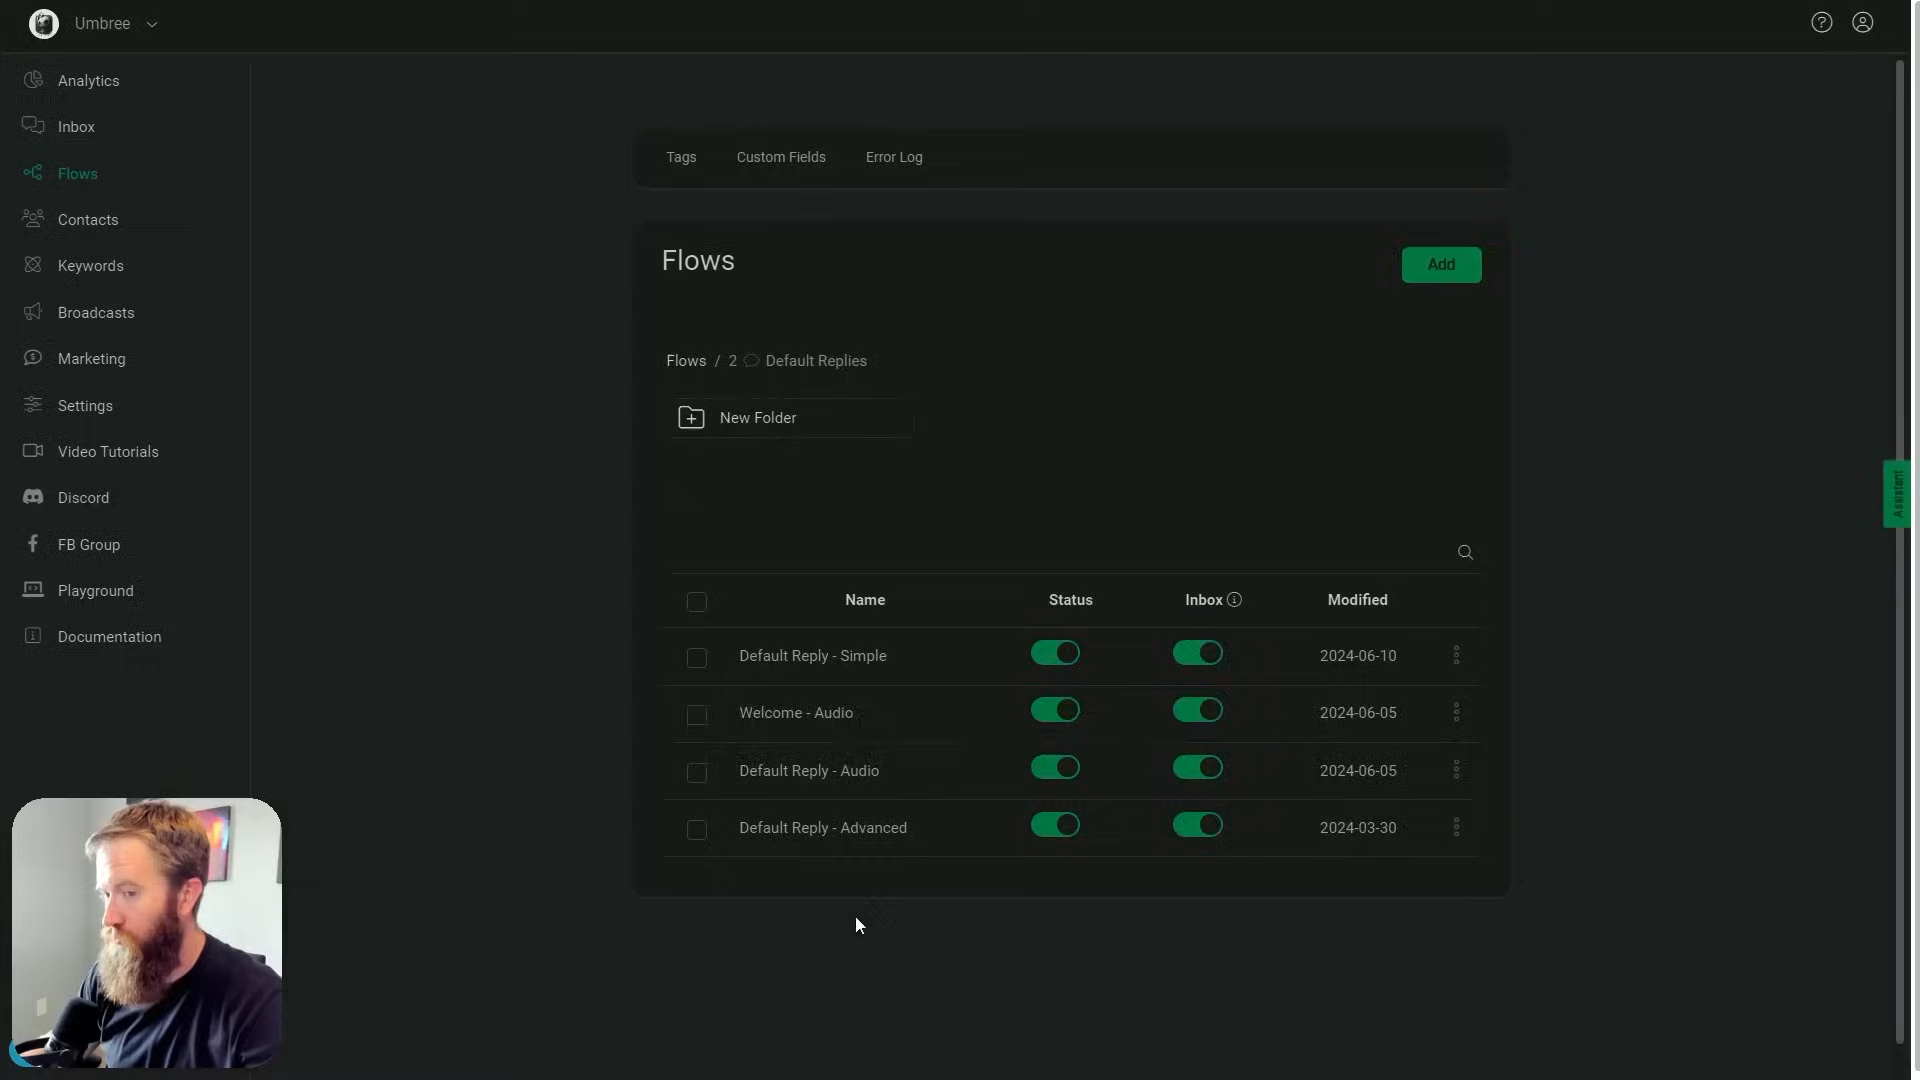 Umbree
Analytics
Inbox
Flows
Contacts
Keywords
Broadcasts
Marketing
Settings
Video Tutorials
Discord
FB Group
Playground
Documentation
Tags Custom Fields Error Log
Flows
Add
Flows / 2 Default Replies
New Folder
Name Status Inbox Modified
Default Reply - Simple 2024-06-10
Welcome - Audio 2024-06-05
Default Reply - Audio 2024-06-05
Default Reply - Advanced 2024-03-30
Assistant